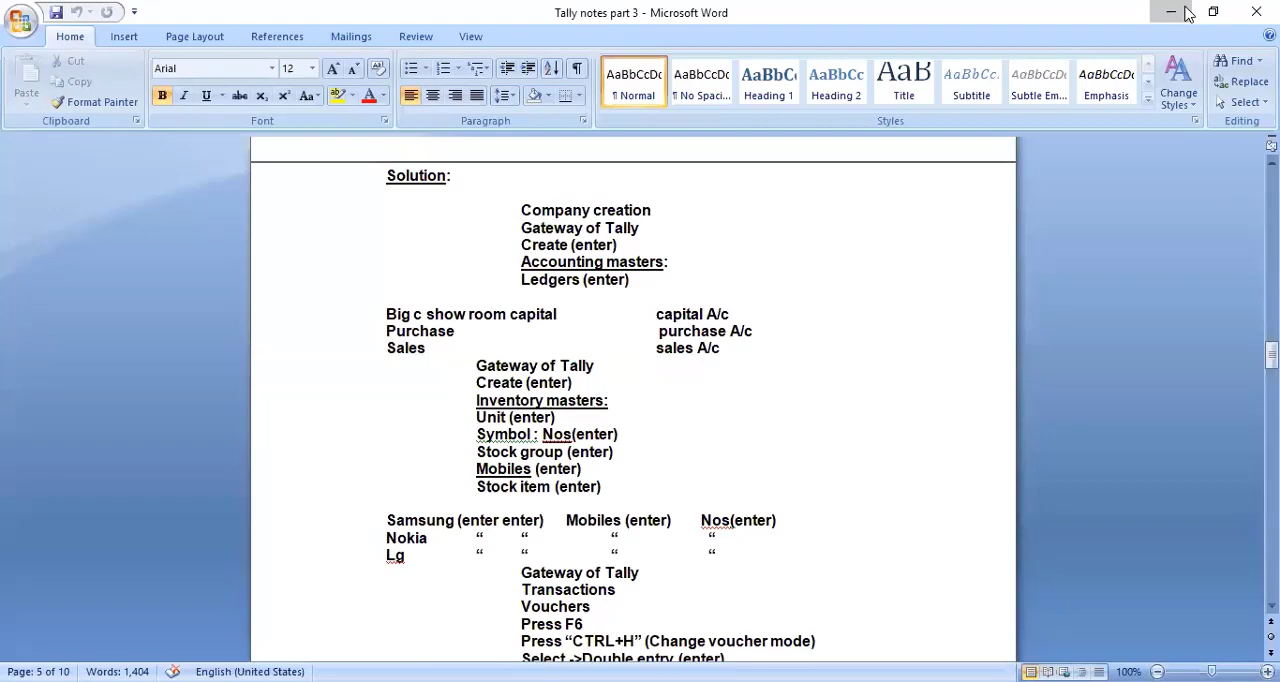 Tally notes part 3 - Microsoft Word
Home Insert Page Layout References Mailings Review View
Cut
Copy
Paste
Format Painter
Clipboard
Arial 12
Font
Paragraph
AaBbCcDc AaBbCcDc AaBbC AaBbCc AaB AaBbCc. AaBbCcDc AaBbCcDc
¶ Normal ¶ No Spaci... Heading 1 Heading 2 Title Subtitle Subtle Em... Emphasis
Change Styles
Styles
Find
Replace
Select
Editing
Solution:
Company creation
Gateway of Tally
Create (enter)
Accounting masters:
Ledgers (enter)
Big c show room capital capital A/c
Purchase purchase A/c
Sales sales A/c
Gateway of Tally
Create (enter)
Inventory masters:
Unit (enter)
Symbol : Nos(enter)
Stock group (enter)
Mobiles (enter)
Stock item (enter)
Samsung (enter enter) Mobiles (enter) Nos(enter)
Nokia “ “ “ “
Lg “ “ “ “
Gateway of Tally
Transactions
Vouchers
Press F6
Press “CTRL+H” (Change voucher mode)
Select ->Double entry (enter)
Page: 5 of 10 Words: 1,404 English (United States) 100%